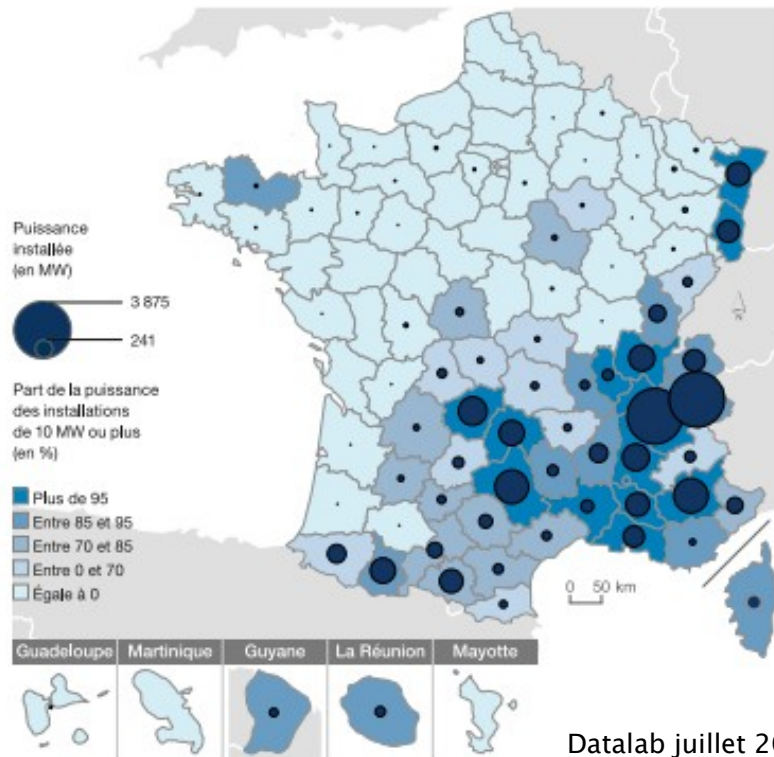 Puissance
installée
(en MW)
3 875
241
Part de la puissance
des installations
de 10 MW ou plus
(en %)
Plus de 95
Entre 85 et 95
Entre 70 et 85
Entre 0 et 70
Égale à 0
N
0 50 km
Guadeloupe Martinique Guyane La Réunion Mayotte
Datalab juillet